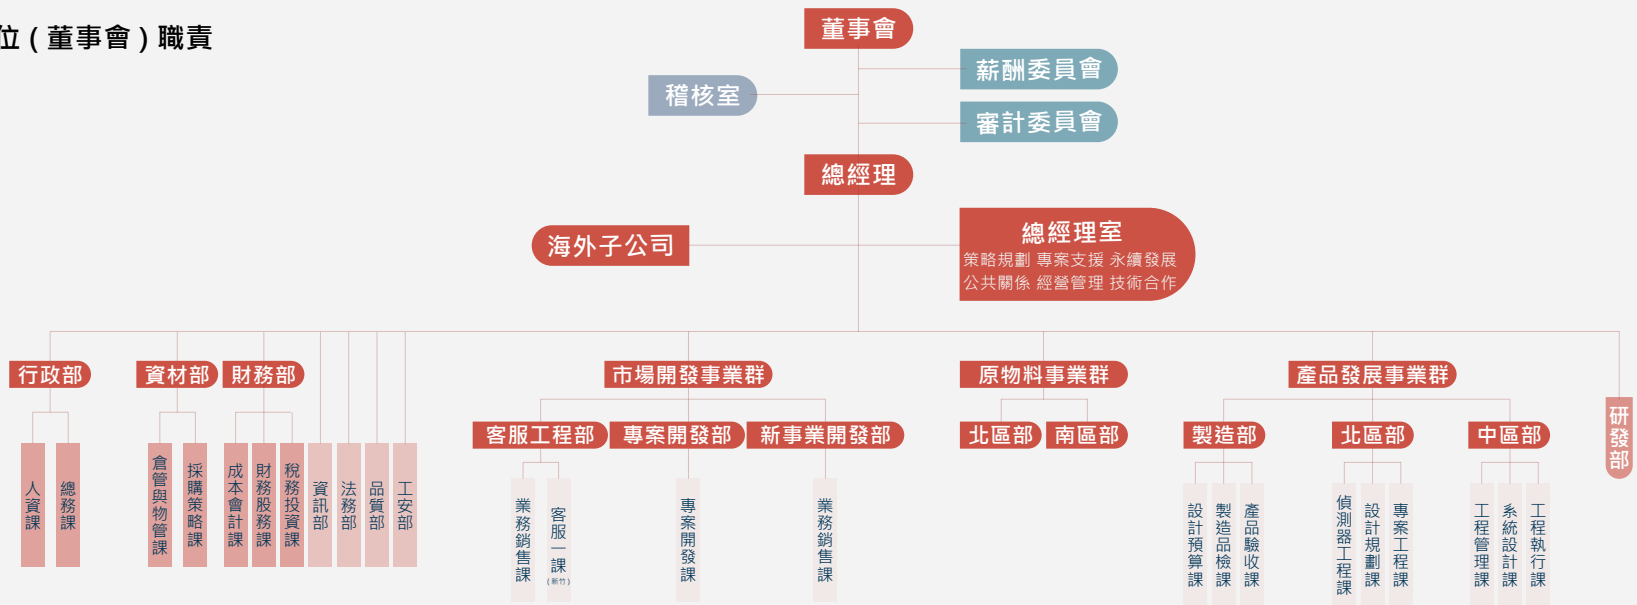 位 ( 董事會 ) 職責
董事會
薪酬委員會
稽核室
審計委員會
總經理
海外子公司
總經理室
策略規劃 專案支援 永續發展
公共關係 經營管理 技術合作
行政部
資材部
財務部
市場開發事業群
原物料事業群
產品發展事業群
研發部
客服工程部
專案開發部
新事業開發部
北區部
南區部
製造部
北區部
中區部
人資課
總務課
倉管與物管課
採購策略課
成本會計課
財務股務課
稅務投資課
資訊部
法務部
品質部
工安部
業務銷售課
客服一課
(新竹)
專案開發課
業務銷售課
設計預算課
製造品檢課
產品驗收課
偵測器工程課
設計規劃課
專案工程課
工程管理課
系統設計課
工程執行課